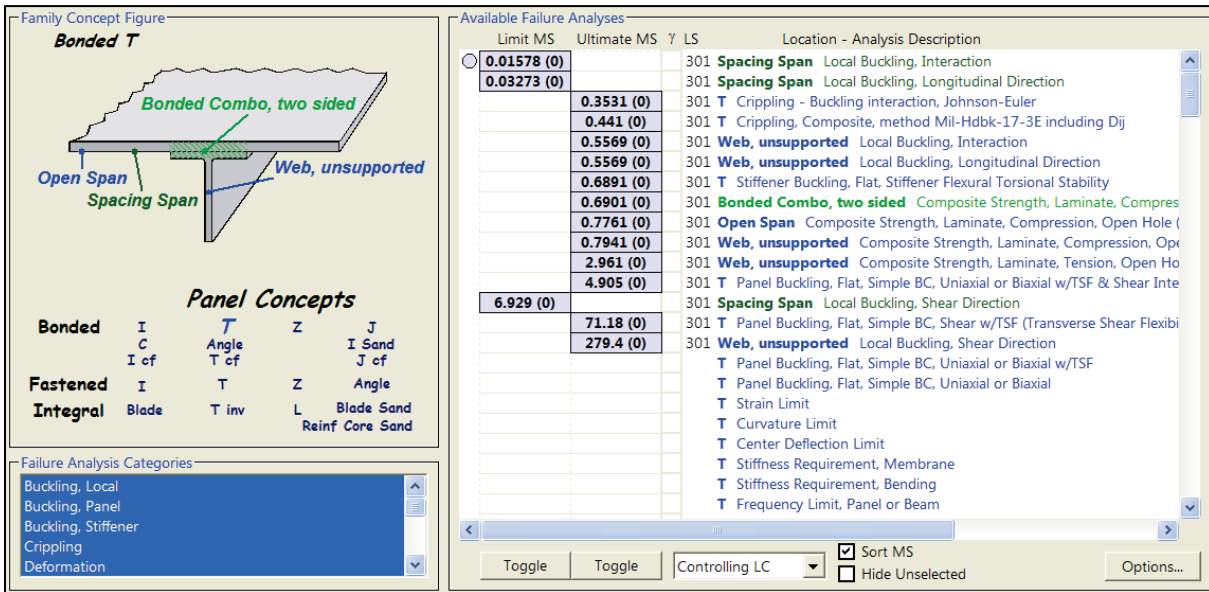 Family Concept Figure
Bonded T
Bonded Combo, two sided
Web, unsupported
Open Span
Spacing Span
Panel Concepts
Bonded I T Z J
C Angle I Sand
I cf T cf J cf
Fastened I T Z Angle
Integral Blade T inv L Blade Sand
Reinf Core Sand
Failure Analysis Categories
Buckling, Local
Buckling, Panel
Buckling, Stiffener
Crippling
Deformation
Available Failure Analyses
Limit MS Ultimate MS γ LS Location - Analysis Description
0.01578 (0) 301 Spacing Span Local Buckling, Interaction
0.03273 (0) 301 Spacing Span Local Buckling, Longitudinal Direction
0.3531 (0) 301 T Crippling - Buckling interaction, Johnson-Euler
0.441 (0) 301 T Crippling, Composite, method Mil-Hdbk-17-3E including Dij
0.5569 (0) 301 Web, unsupported Local Buckling, Interaction
0.5569 (0) 301 Web, unsupported Local Buckling, Longitudinal Direction
0.6891 (0) 301 T Stiffener Buckling, Flat, Stiffener Flexural Torsional Stability
0.6901 (0) 301 Bonded Combo, two sided Composite Strength, Laminate, Compres
0.7761 (0) 301 Open Span Composite Strength, Laminate, Compression, Open Hole (
0.7941 (0) 301 Web, unsupported Composite Strength, Laminate, Compression, Ope
2.961 (0) 301 Web, unsupported Composite Strength, Laminate, Tension, Open Ho
4.905 (0) 301 T Panel Buckling, Flat, Simple BC, Uniaxial or Biaxial w/TSF & Shear Inte
6.929 (0) 301 Spacing Span Local Buckling, Shear Direction
71.18 (0) 301 T Panel Buckling, Flat, Simple BC, Shear w/TSF (Transverse Shear Flexibi
279.4 (0) 301 Web, unsupported Local Buckling, Shear Direction
T Panel Buckling, Flat, Simple BC, Uniaxial or Biaxial w/TSF
T Panel Buckling, Flat, Simple BC, Uniaxial or Biaxial
T Strain Limit
T Curvature Limit
T Center Deflection Limit
T Stiffness Requirement, Membrane
T Stiffness Requirement, Bending
T Frequency Limit, Panel or Beam
Toggle Toggle Controlling LC Sort MS
Hide Unselected
Options...